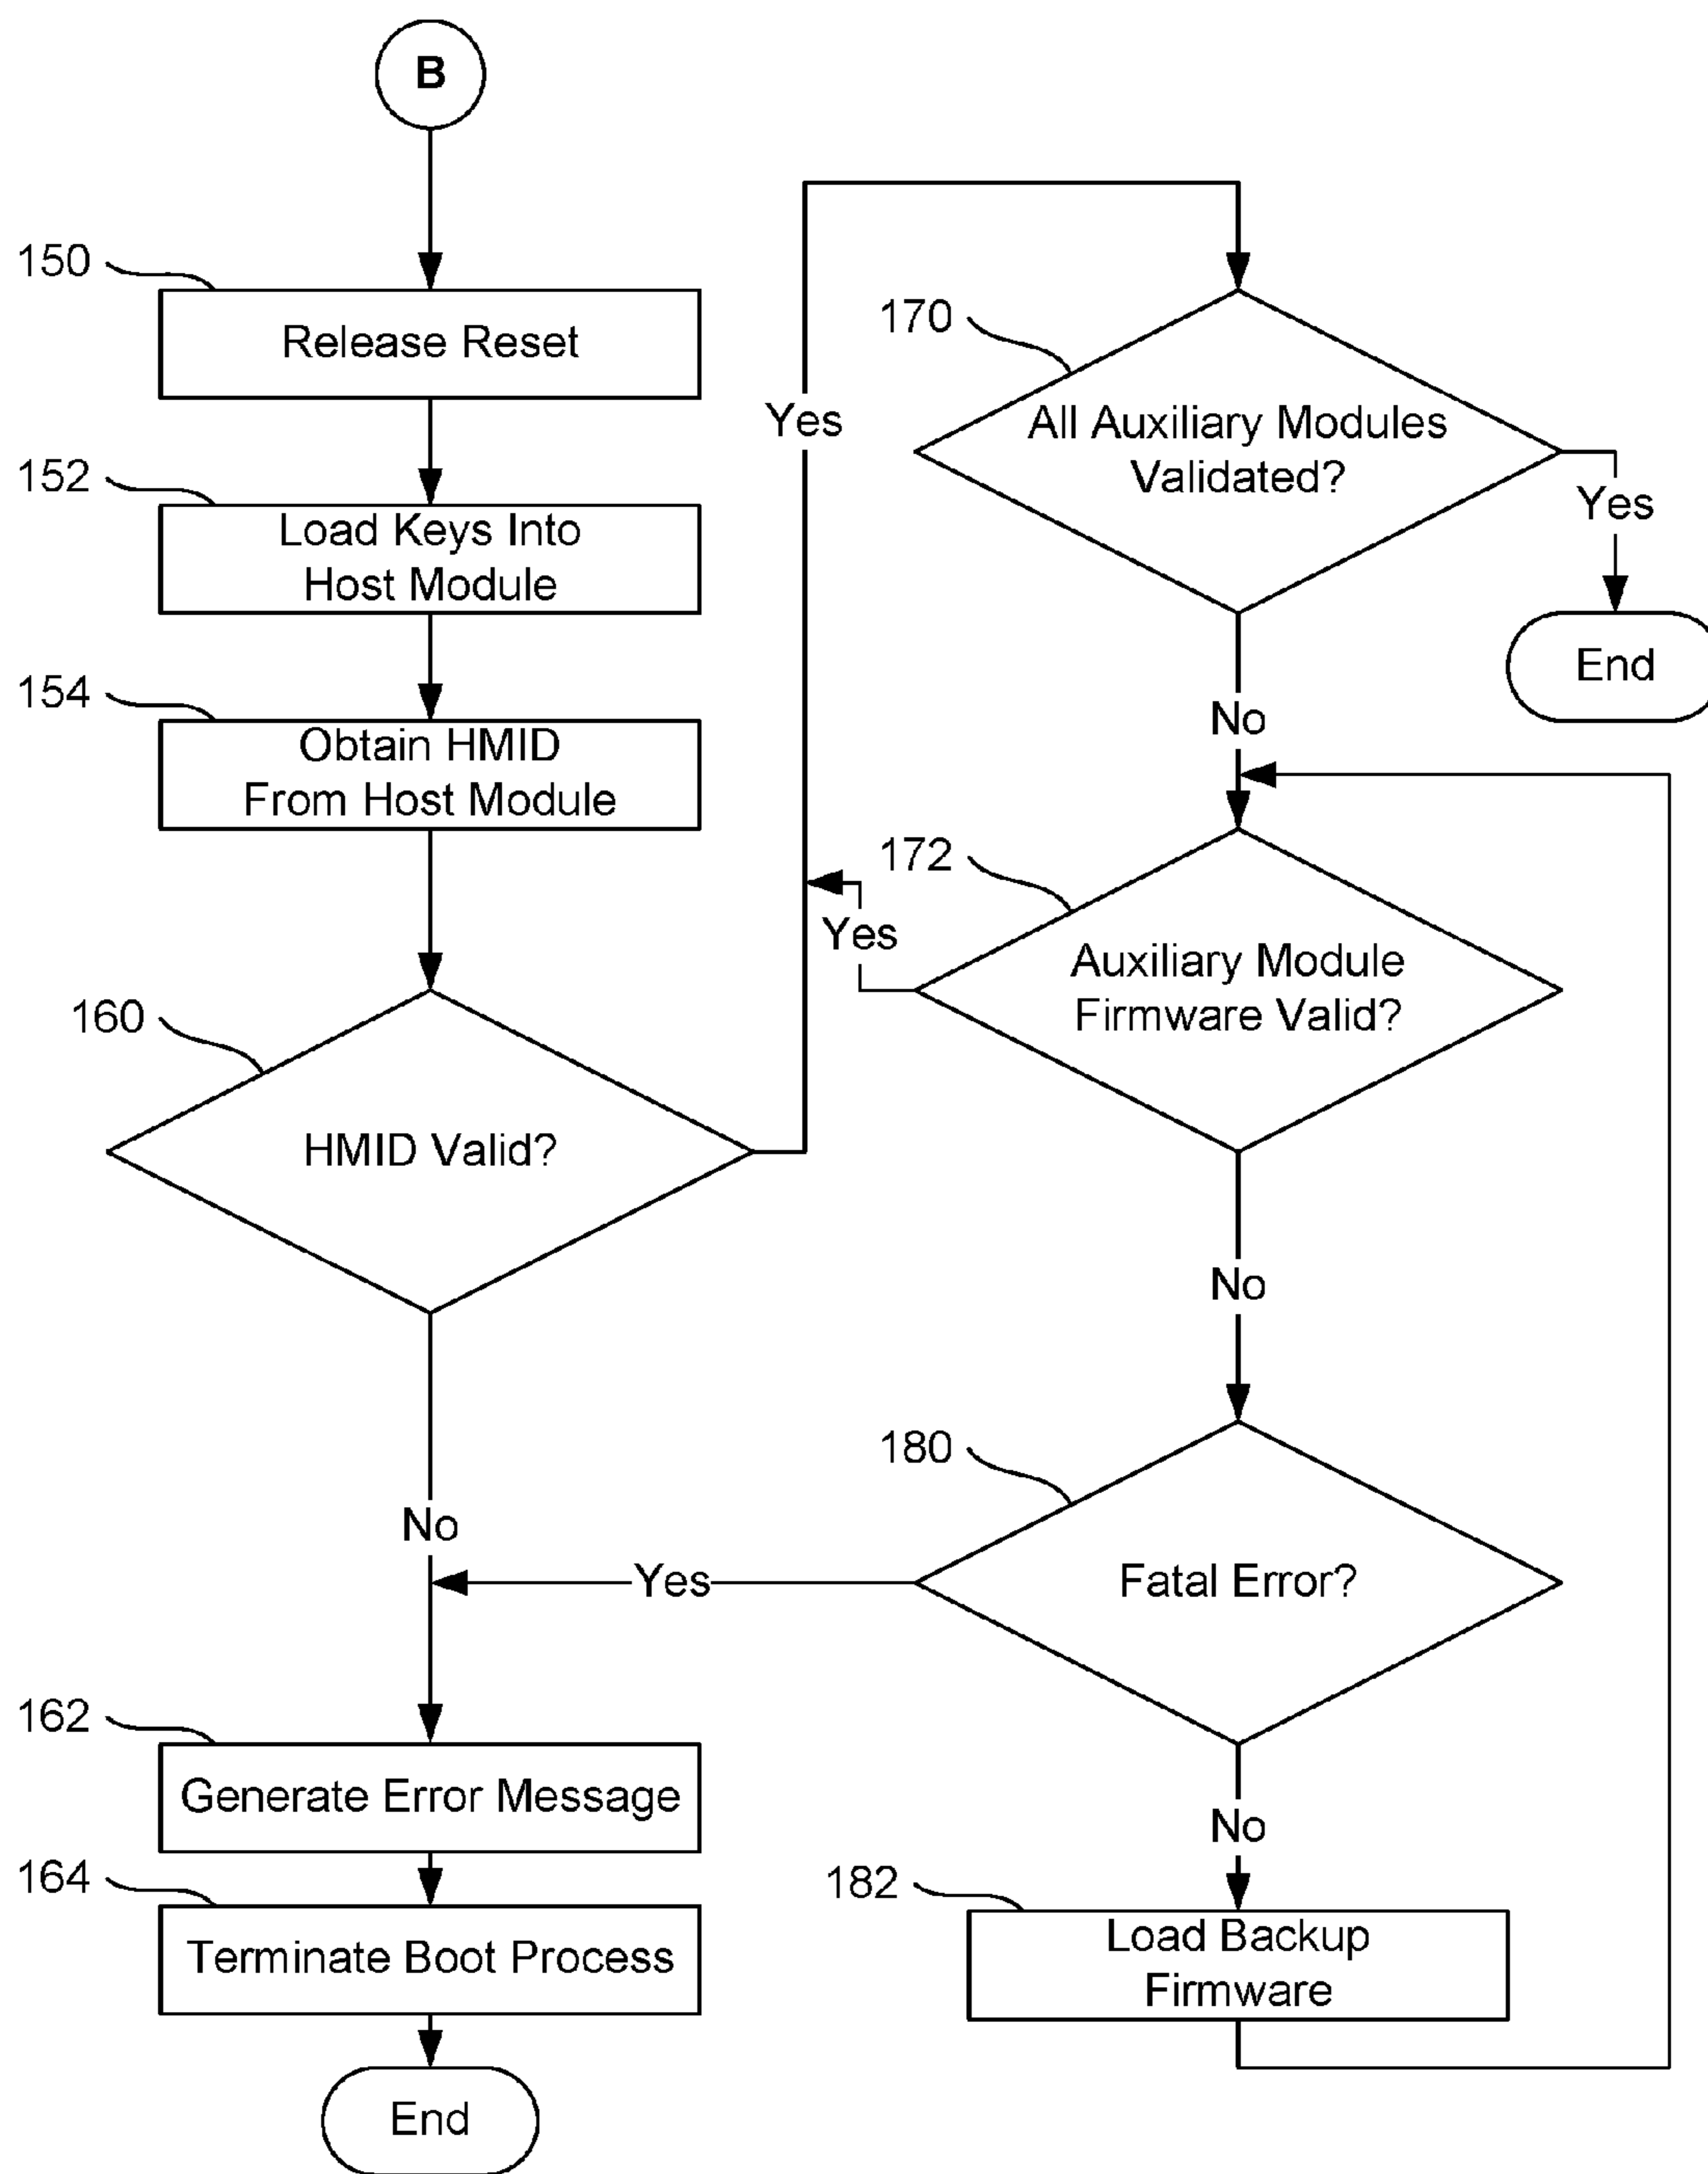 B
150
Release Reset
152
Load Keys Into
Host Module
154
Obtain HMID
From Host Module
160
HMID Valid?
Yes
No
162
Generate Error Message
164
Terminate Boot Process
End
170
All Auxiliary Modules
Validated?
Yes
End
No
172
Auxiliary Module
Firmware Valid?
Yes
No
180
Fatal Error?
Yes
No
182
Load Backup
Firmware